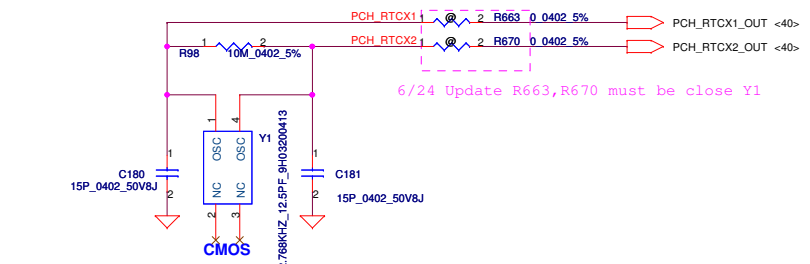 PCH_RTCX1 1 @ 2 R663 0_0402_5% PCH_RTCX1_OUT <40>
PCH_RTCX2 1 @ 2 R670 0_0402_5% PCH_RTCX2_OUT <40>
R98 1 2 10M_0402_5%
6/24 Update R663,R670 must be close Y1
1 4 Y1
OSC OSC
NC NC
2 3
C180 1 2
15P_0402_50V8J
C181 1 2
15P_0402_50V8J
.768KHZ_12.5PF_9H03200413
CMOS